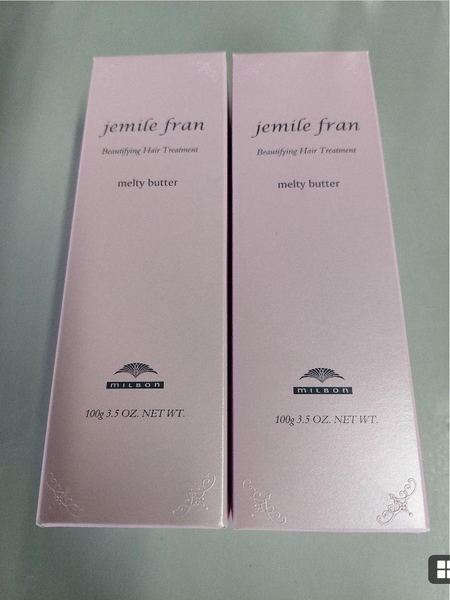 jemile fran
Beautifying Hair Treatment
melty butter
MILBON
100g 3.5 OZ. NET WT.
jemile fran
Beautifying Hair Treatment
melty butter
MILBON
100g 3.5 OZ. NET WT.